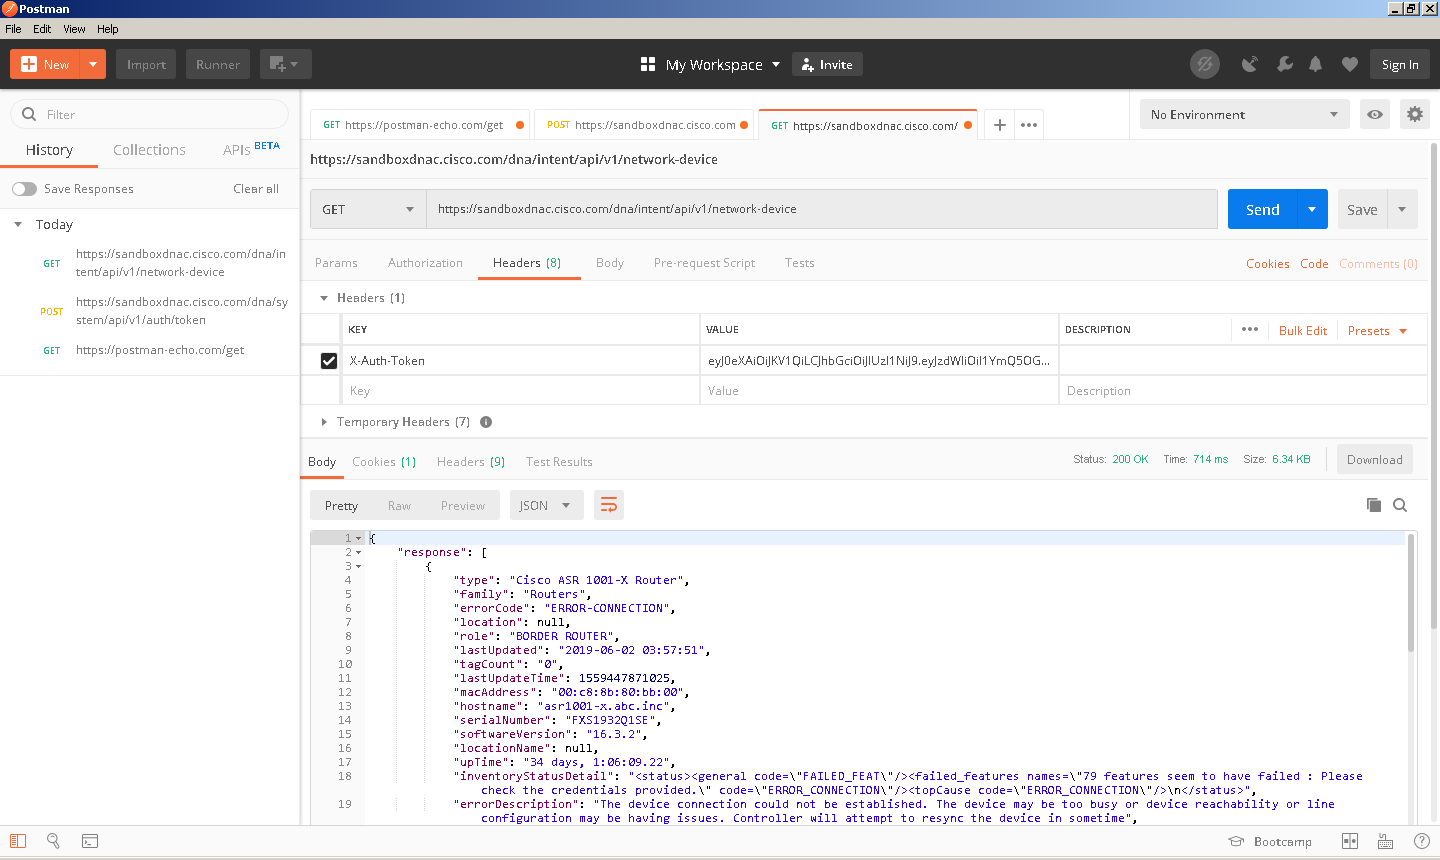 Postman
File Edit View Help
New Import Runner My Workspace Invite Sign In
Filter
History Collections APIs BETA
Save Responses Clear all
Today
GET https://sandboxdnac.cisco.com/dna/in
tent/api/v1/network-device
POST https://sandboxdnac.cisco.com/dna/sy
stem/api/v1/auth/token
GET https://postman-echo.com/get
GET https://postman-echo.com/get POST https://sandboxdnac.cisco.com GET https://sandboxdnac.cisco.com/ + ••• No Environment
https://sandboxdnac.cisco.com/dna/intent/api/v1/network-device
GET https://sandboxdnac.cisco.com/dna/intent/api/v1/network-device Send Save
Params Authorization Headers (8) Body Pre-request Script Tests Cookies Code Comments (0)
Headers (1)
KEY VALUE DESCRIPTION ••• Bulk Edit Presets
X-Auth-Token eyJ0eXAiOiJKV1QiLCJhbGciOiJIUzI1NiJ9.eyJzdWIiOiI1YmQ5OG...
Key Value Description
Temporary Headers (7)
Body Cookies (1) Headers (9) Test Results Status: 200 OK Time: 714 ms Size: 6.34 KB Download
Pretty Raw Preview JSON
1 {
2 "response": [
3 {
4 "type": "Cisco ASR 1001-X Router",
5 "family": "Routers",
6 "errorCode": "ERROR-CONNECTION",
7 "location": null,
8 "role": "BORDER ROUTER",
9 "lastUpdated": "2019-06-02 03:57:51",
10 "tagCount": "0",
11 "lastUpdateTime": 1559447871025,
12 "macAddress": "00:c8:8b:80:bb:00",
13 "hostname": "asr1001-x.abc.inc",
14 "serialNumber": "FXS1932Q1SE",
15 "softwareVersion": "16.3.2",
16 "locationName": null,
17 "upTime": "34 days, 1:06:09.22",
18 "inventoryStatusDetail": "<status><general code=\"FAILED_FEAT\"/><failed_features names=\"79 features seem to have failed : Please
check the credentials provided.\" code=\"ERROR_CONNECTION\"/><topCause code=\"ERROR_CONNECTION\"/>\n</status>",
19 "errorDescription": "The device connection could not be established. The device may be too busy or device reachability or line
configuration may be having issues. Controller will attempt to resync the device in sometime",
Bootcamp